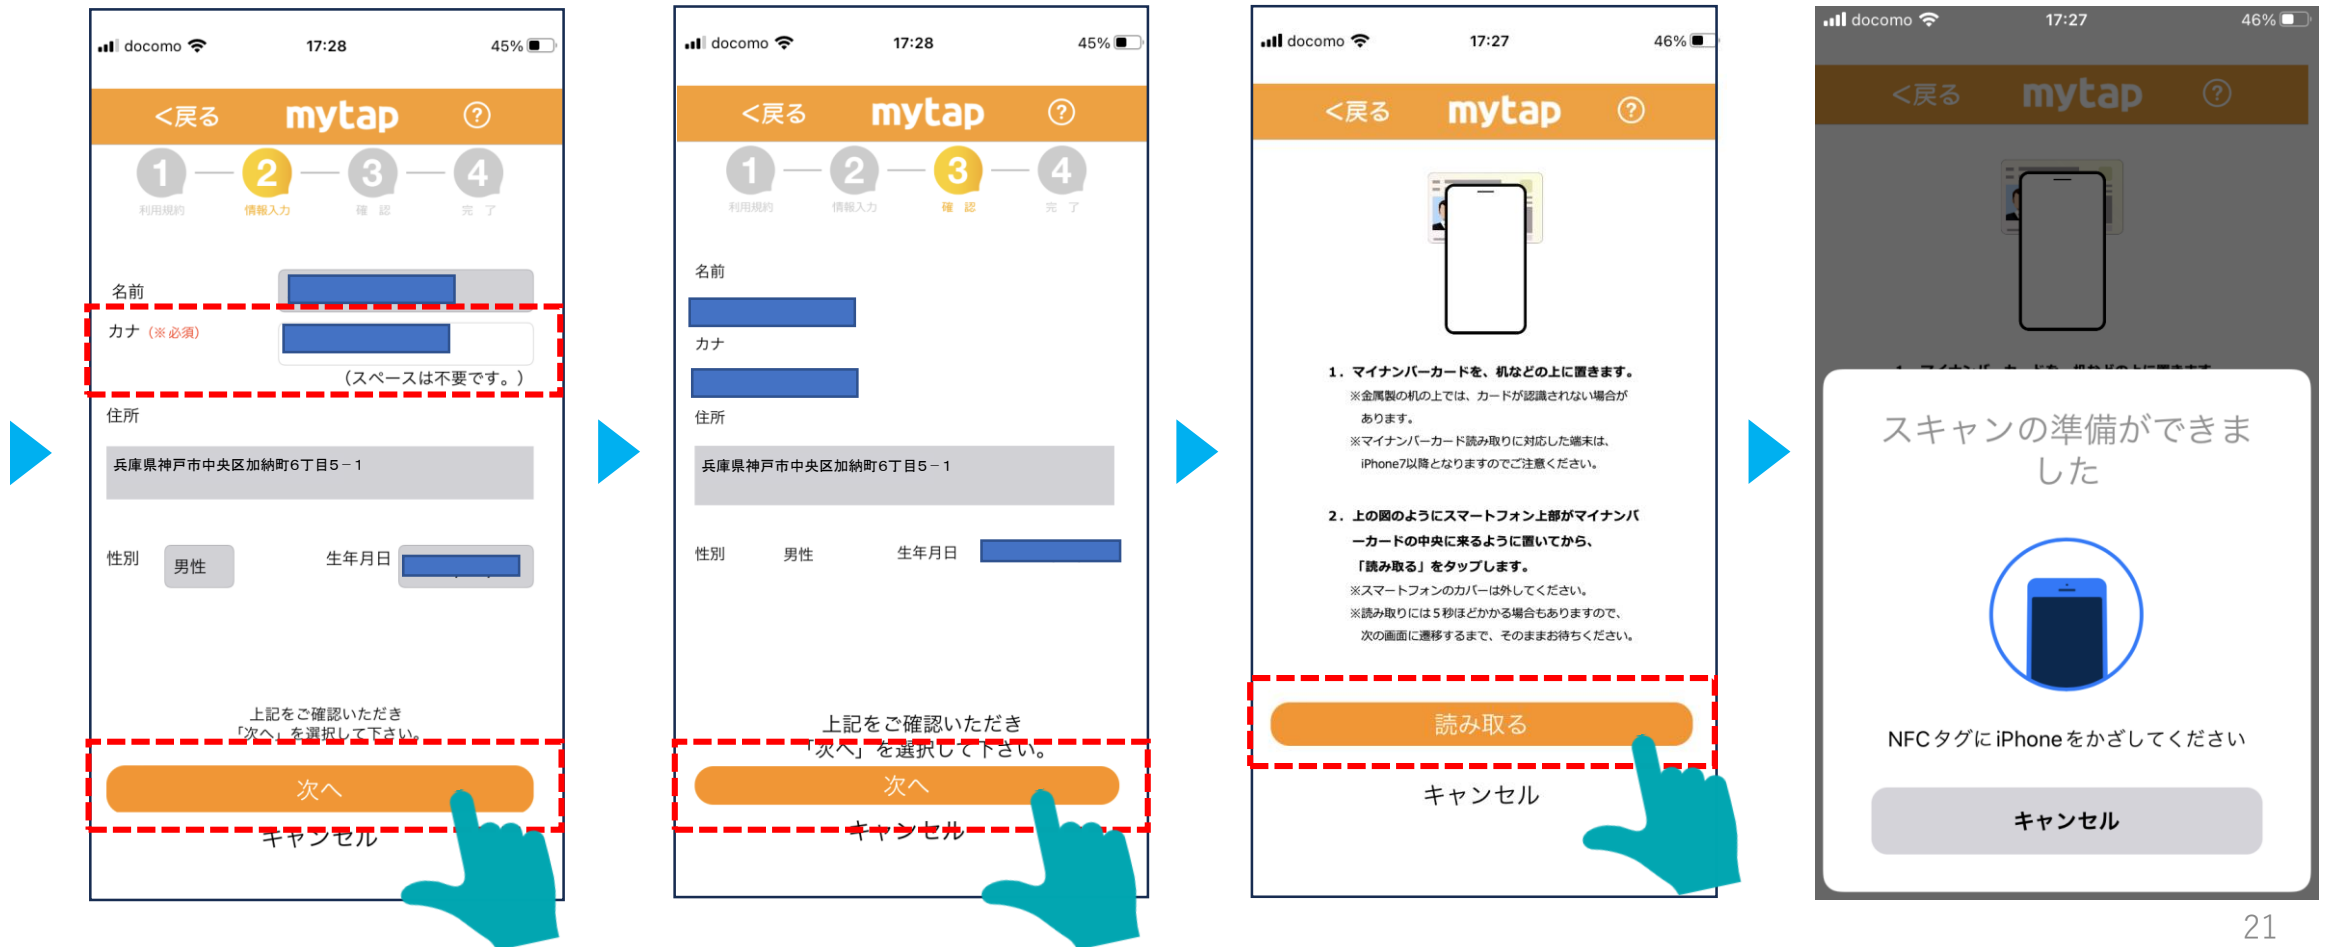 docomo 17:28 45%
<戻る mytap ?
1 2 3 4
利用規約 情報入力 確 認 完 了
名前
カナ（※必須）
（スペースは不要です。）
住所
兵庫県神戸市中央区加納町6丁目5－1
性別 男性 生年月日
上記をご確認いただき
「次へ」を選択して下さい。
次へ
キャンセル
docomo 17:28 45%
<戻る mytap ?
1 2 3 4
利用規約 情報入力 確 認 完 了
名前
カナ
住所
兵庫県神戸市中央区加納町6丁目5－1
性別 男性 生年月日
上記をご確認いただき
「次へ」を選択して下さい。
次へ
キャンセル
docomo 17:27 46%
<戻る mytap ?
1．マイナンバーカードを、机などの上に置きます。
※金属製の机の上では、カードが認識されない場合が
あります。
※マイナンバーカード読み取りに対応した端末は、
iPhone7以降となりますのでご注意ください。
2．上の図のようにスマートフォン上部がマイナンバ
ーカードの中央に来るように置いてから、
「読み取る」をタップします。
※スマートフォンのカバーは外してください。
※読み取りには５秒ほどかかる場合もありますので、
次の画面に遷移するまで、そのままお待ちください。
読み取る
キャンセル
docomo 17:27 46%
<戻る mytap ?
1．マイナンバーカードを、机などの上に置きます。
スキャンの準備ができま
した
NFCタグにiPhoneをかざしてください
キャンセル
21